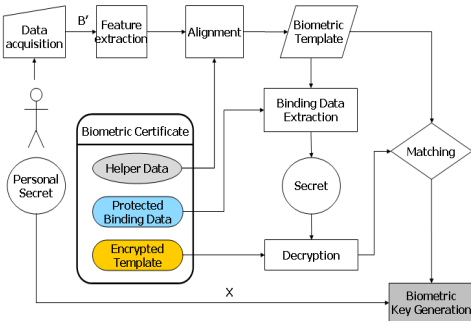 Data
acquisition
B'
Feature
extraction
Alignment
Biometric
Template
Binding Data
Extraction
Biometric Certificate
Matching
Helper Data
Personal
Secret
Secret
Protected
Binding Data
Encrypted
Template
Decryption
X
Biometric
Key Generation